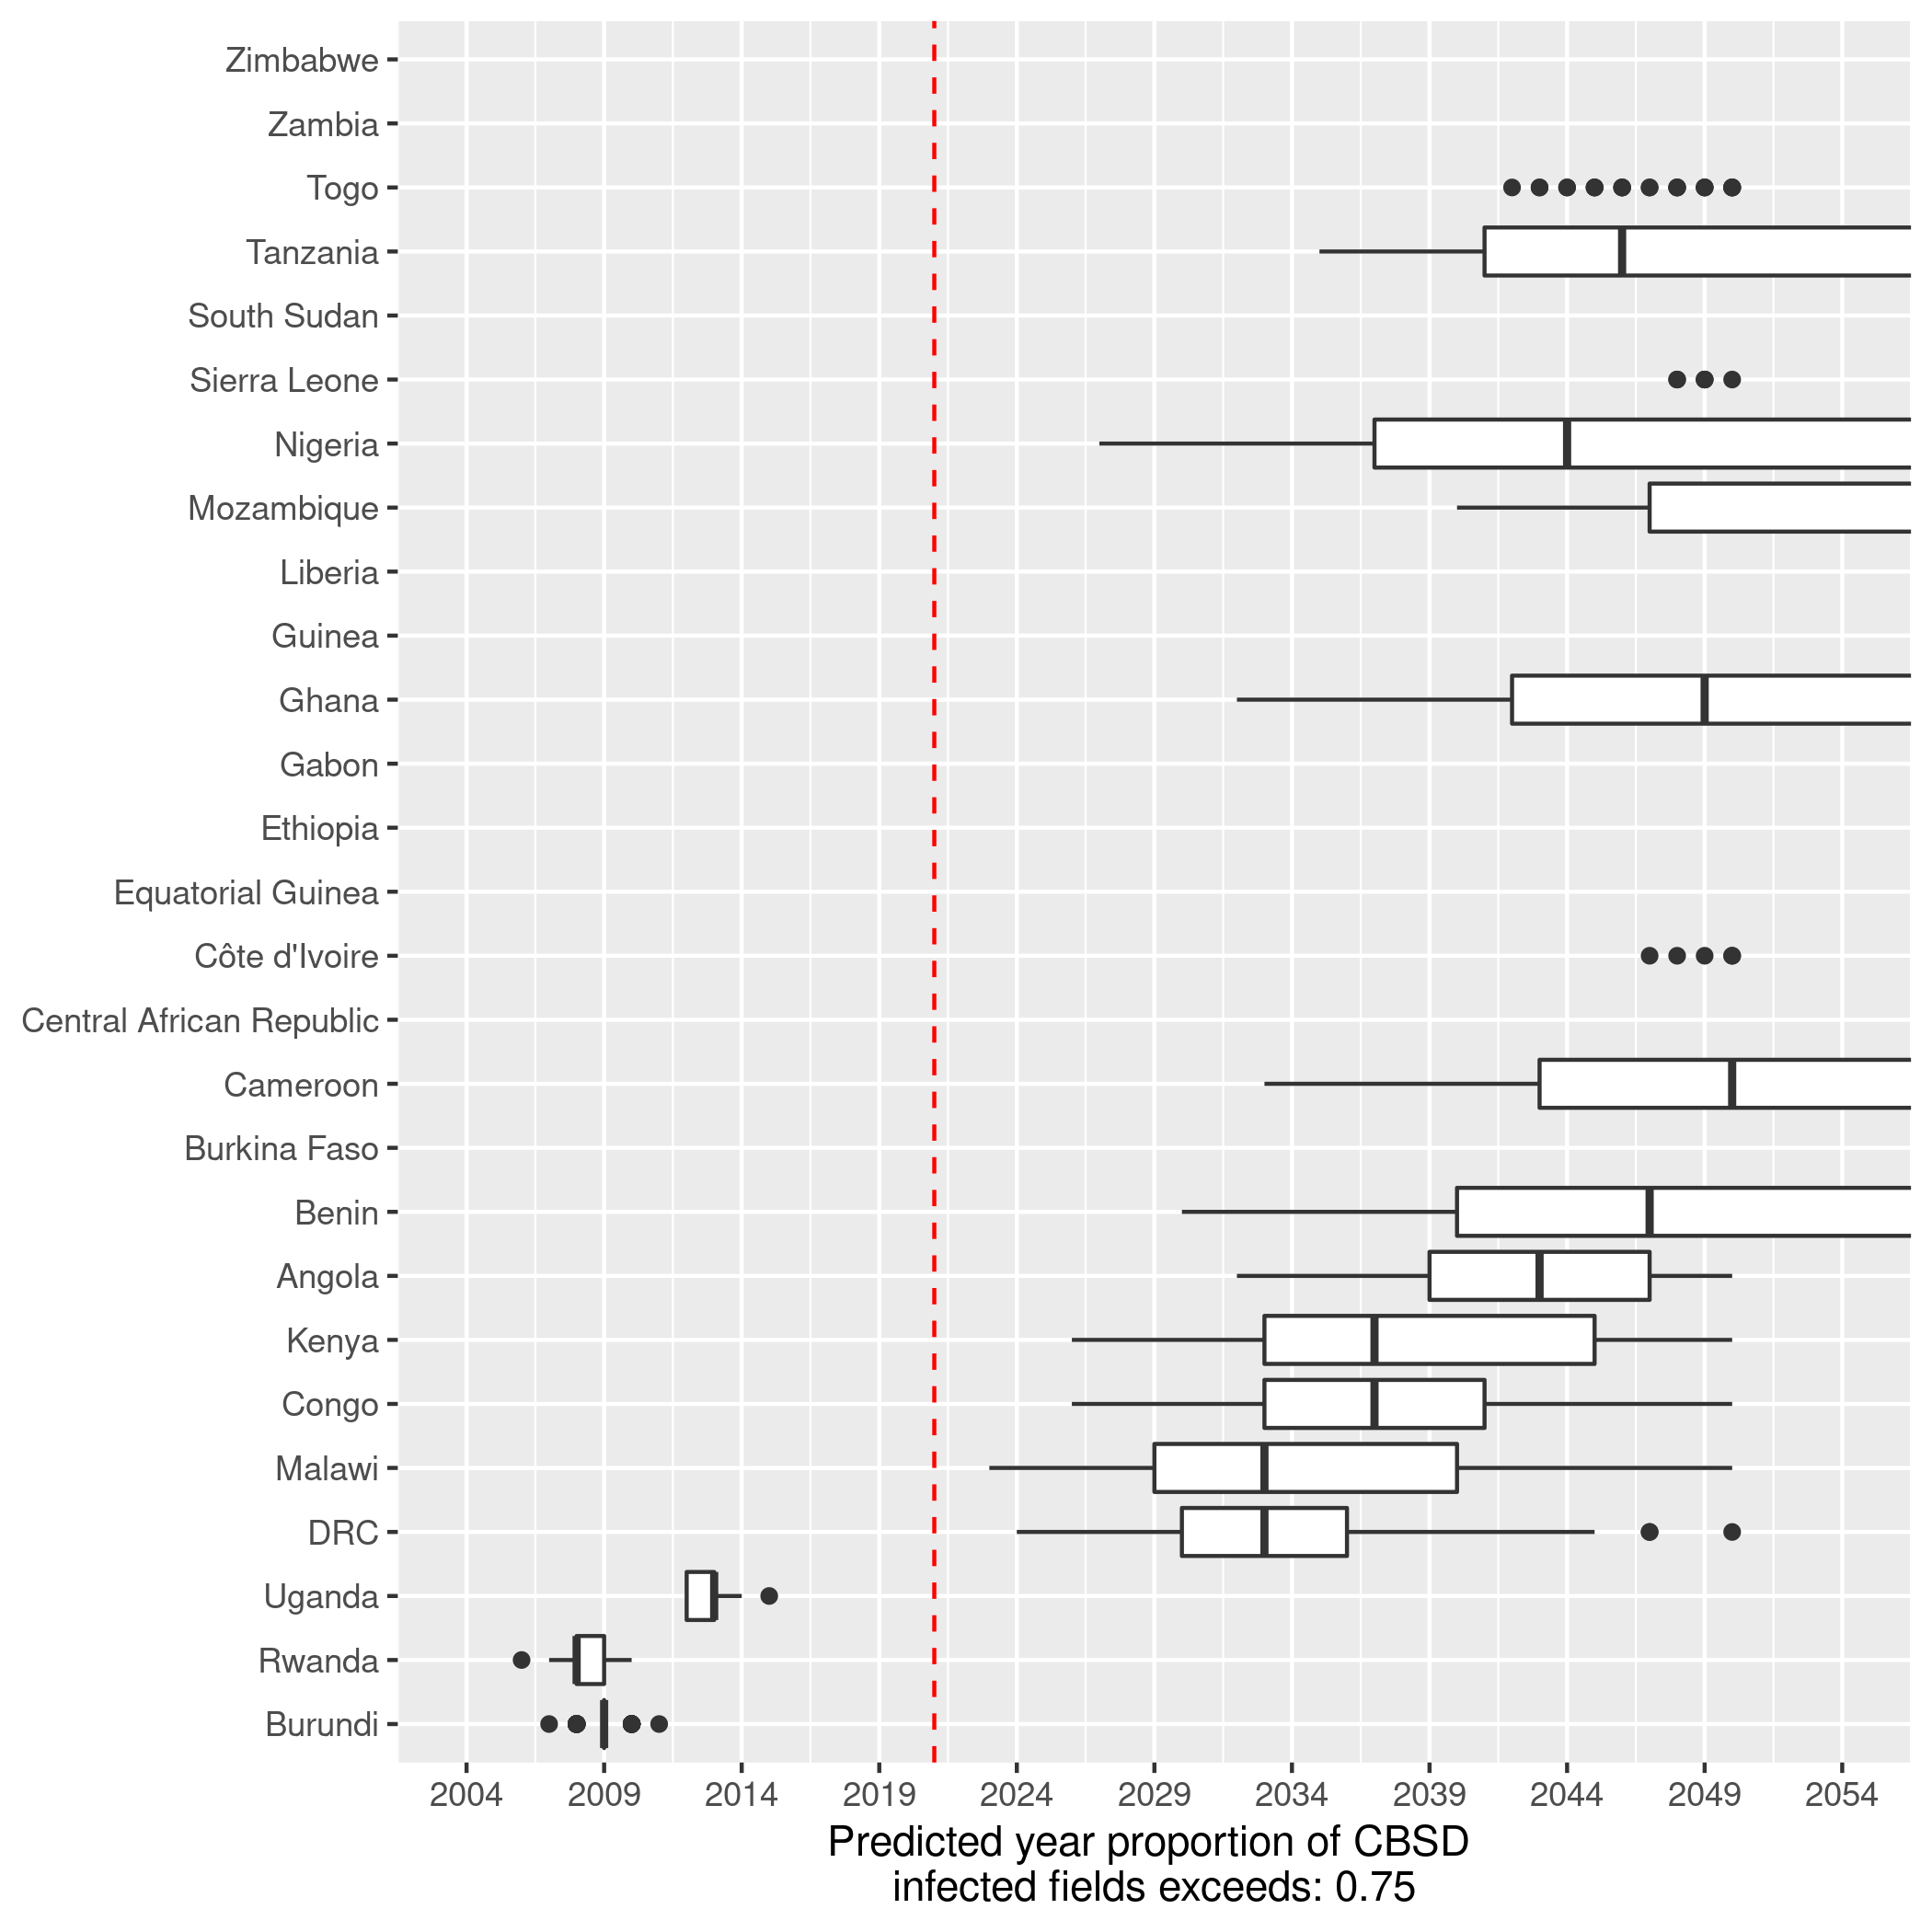 Zimbabwe
Zambia
Togo
Tanzania
South Sudan
Sierra Leone
Nigeria
Mozambique
Liberia
Guinea
Ghana
Gabon
Ethiopia
Equatorial Guinea
Côte d'Ivoire
Central African Republic
Cameroon
Burkina Faso
Benin
Angola
Kenya
Congo
Malawi
DRC
Uganda
Rwanda
Burundi
2004 2009 2014 2019 2024 2029 2034 2039 2044 2049 2054
Predicted year proportion of CBSD
infected fields exceeds: 0.75